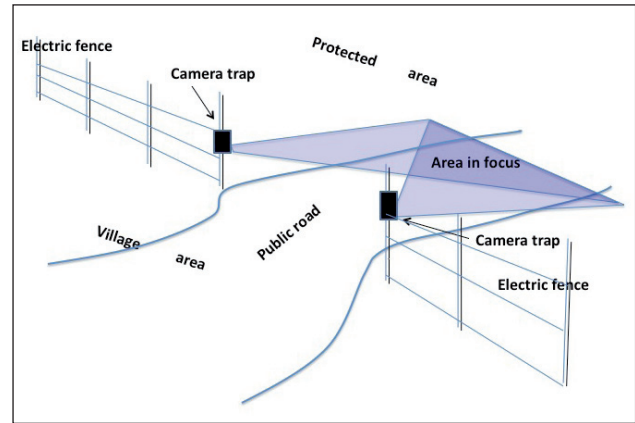 Electric fence
Protected area
Camera trap
Area in focus
Village area
Public road
Camera trap
Electric fence